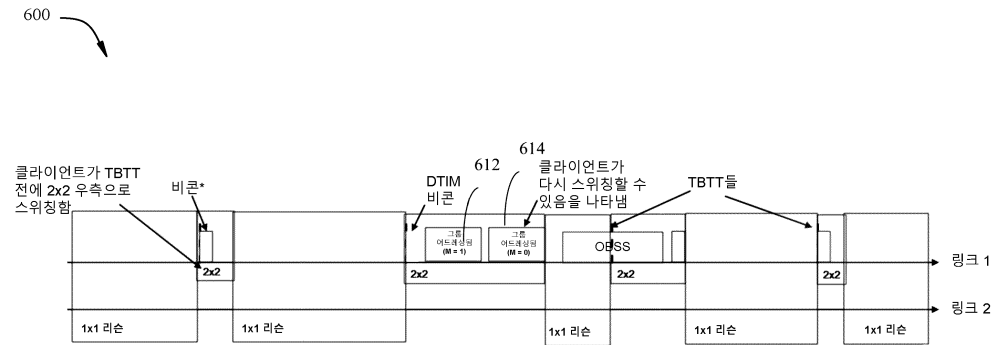 600
클라이언트가 TBTT
전에 2x2 우측으로
스위칭함
비콘*
DTIM
비콘
612
614
클라이언트가
다시 스위칭할 수
있음을 나타냄
TBTT들
그룹
어드레싱됨
(M = 1)
그룹
어드레싱됨
(M = 0)
OBSS
링크 1
2x2
2x2
2x2
2x2
링크 2
1x1 리슨
1x1 리슨
1x1 리슨
1x1 리슨
1x1 리슨